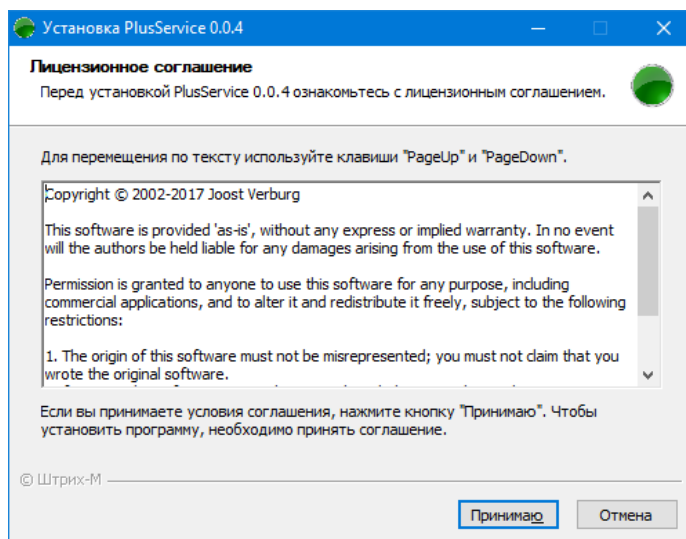 Установка PlusService 0.0.4
Лицензионное соглашение
Перед установкой PlusService 0.0.4 ознакомьтесь с лицензионным соглашением.
Для перемещения по тексту используйте клавиши "PageUp" и "PageDown".
Copyright © 2002-2017 Joost Verburg
This software is provided 'as-is', without any express or implied warranty. In no event
will the authors be held liable for any damages arising from the use of this software.
Permission is granted to anyone to use this software for any purpose, including
commercial applications, and to alter it and redistribute it freely, subject to the following
restrictions:
1. The origin of this software must not be misrepresented; you must not claim that you
wrote the original software.
Если вы принимаете условия соглашения, нажмите кнопку "Принимаю". Чтобы
установить программу, необходимо принять соглашение.
© Штрих-М
Принимаю Отмена